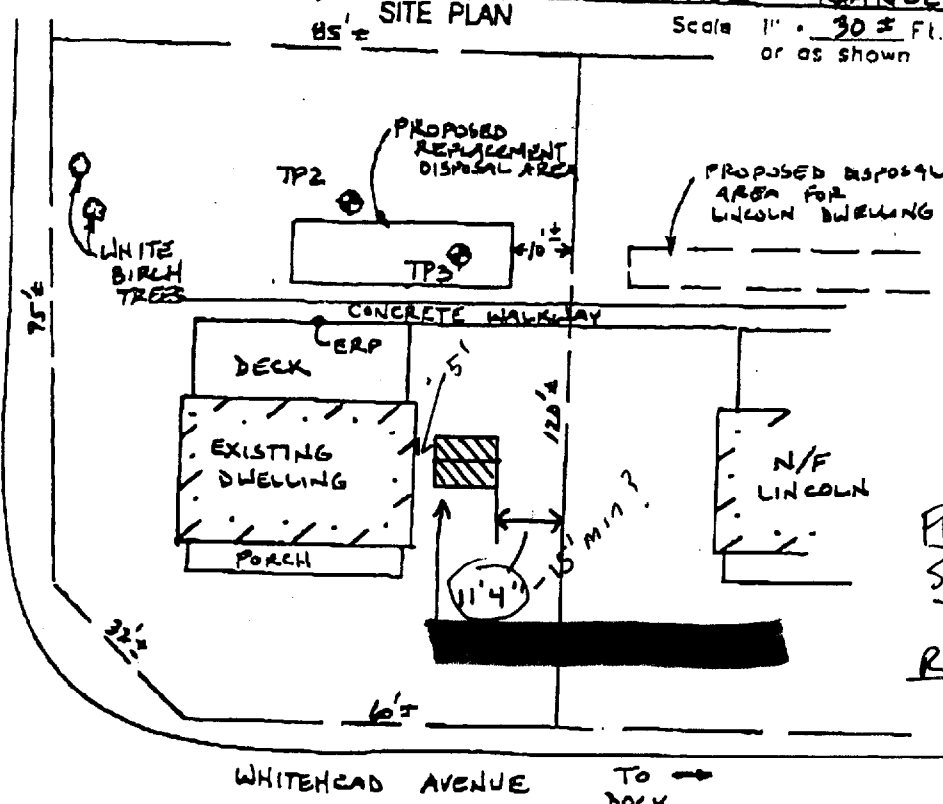 SITE PLAN
85'±
Scale 1" = 30 ± Ft.
or as shown
PROPOSED
REPLACEMENT
DISPOSAL AREA
TP2
TP3
10'±
PROPOSED DISPOSAL
AREA FOR
LINCOLN DWELLING
WHITE
BIRCH
TREES
95'±
CONCRETE WALKWAY
ERP
DECK
5'
120'±
EXISTING
DWELLING
N/F
LINCOLN
PORCH
11'4" - 15' min?
32'±
60'±
WHITEHEAD AVENUE
TO →
DOCK